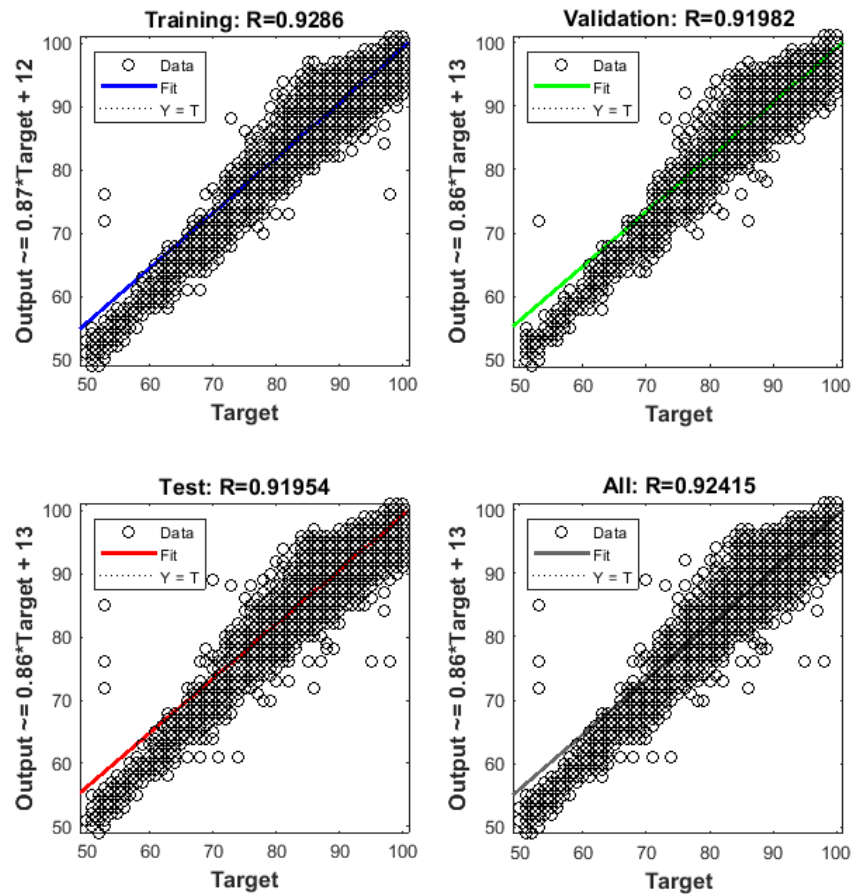 Training: R=0.9286
Output ~= 0.87*Target + 12
100
90
80
70
60
50
Data
Fit
Y = T
50 60 70 80 90 100
Target
Validation: R=0.91982
Output ~= 0.86*Target + 13
100
90
80
70
60
50
Data
Fit
Y = T
50 60 70 80 90 100
Target
Test: R=0.91954
Output ~= 0.86*Target + 13
100
90
80
70
60
50
Data
Fit
Y = T
50 60 70 80 90 100
Target
All: R=0.92415
Output ~= 0.86*Target + 13
100
90
80
70
60
50
Data
Fit
Y = T
50 60 70 80 90 100
Target